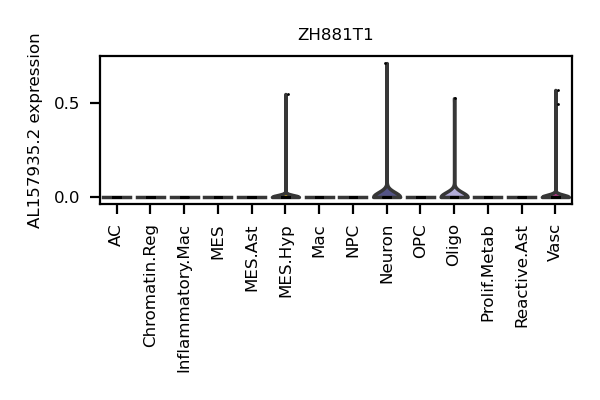 ZH881T1
AL157935.2 expression
0.5
0.0
AC
Chromatin.Reg
Inflammatory.Mac
MES
MES.Ast
MES.Hyp
Mac
NPC
Neuron
OPC
Oligo
Prolif.Metab
Reactive.Ast
Vasc